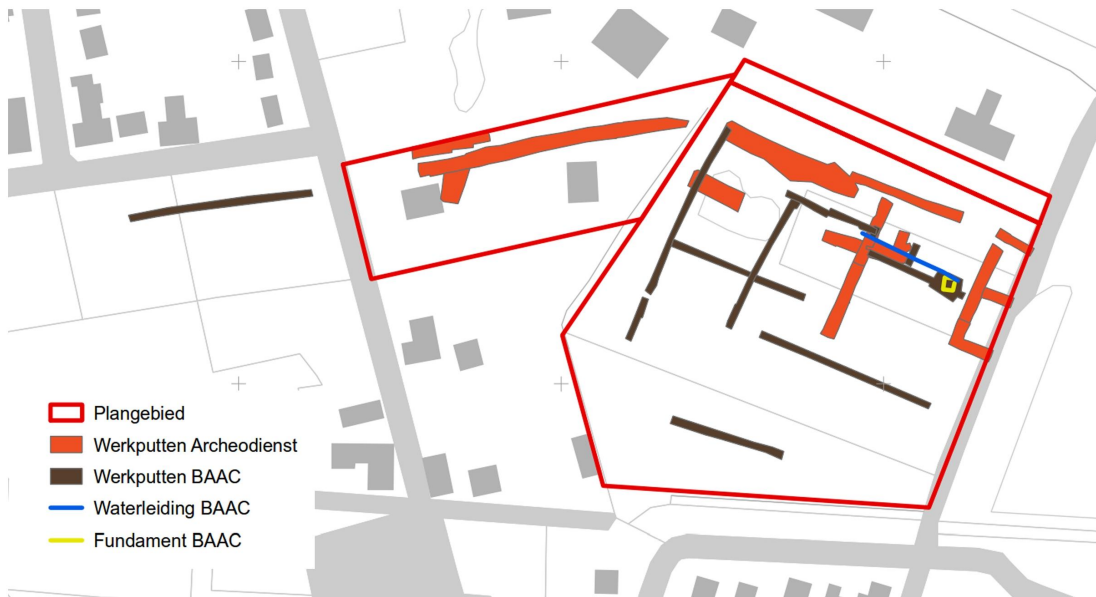 Plangebied
Werkputten Archeodienst
Werkputten BAAC
Waterleiding BAAC
Fundament BAAC